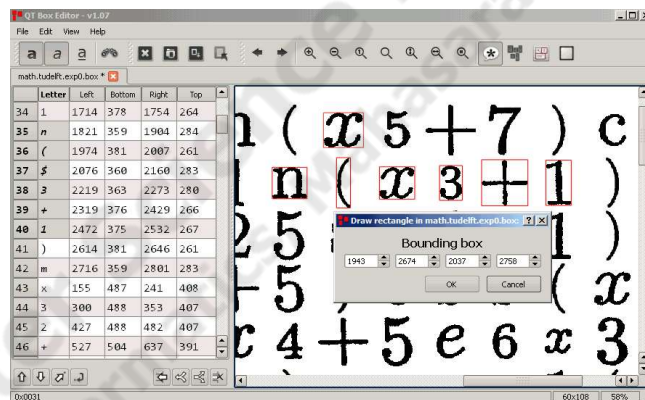 QT Box Editor - v1.07
File Edit View Help
a a a
math.tudelft.exp0.box *
Letter Left Bottom Right Top
34 1 1714 378 1754 264
35 n 1821 359 1904 284
36 ( 1974 381 2007 261
37 $ 2076 360 2160 283
38 3 2219 363 2273 280
39 + 2319 376 2429 266
40 1 2472 375 2532 267
41 ) 2614 381 2646 261
42 m 2716 359 2801 283
43 x 155 487 241 408
44 3 300 488 353 407
45 2 427 488 482 407
46 + 527 504 637 391
n ( x 5 + 7 ) c
n ( x 3 + 1 )
2 5
Draw rectangle in math.tudelft.exp0.box:
Bounding box
1943 2674 2037 2758
OK Cancel
+ 5 ) ( x
x 4 + 5 e 6 x 3
0x0031 60x108 58%